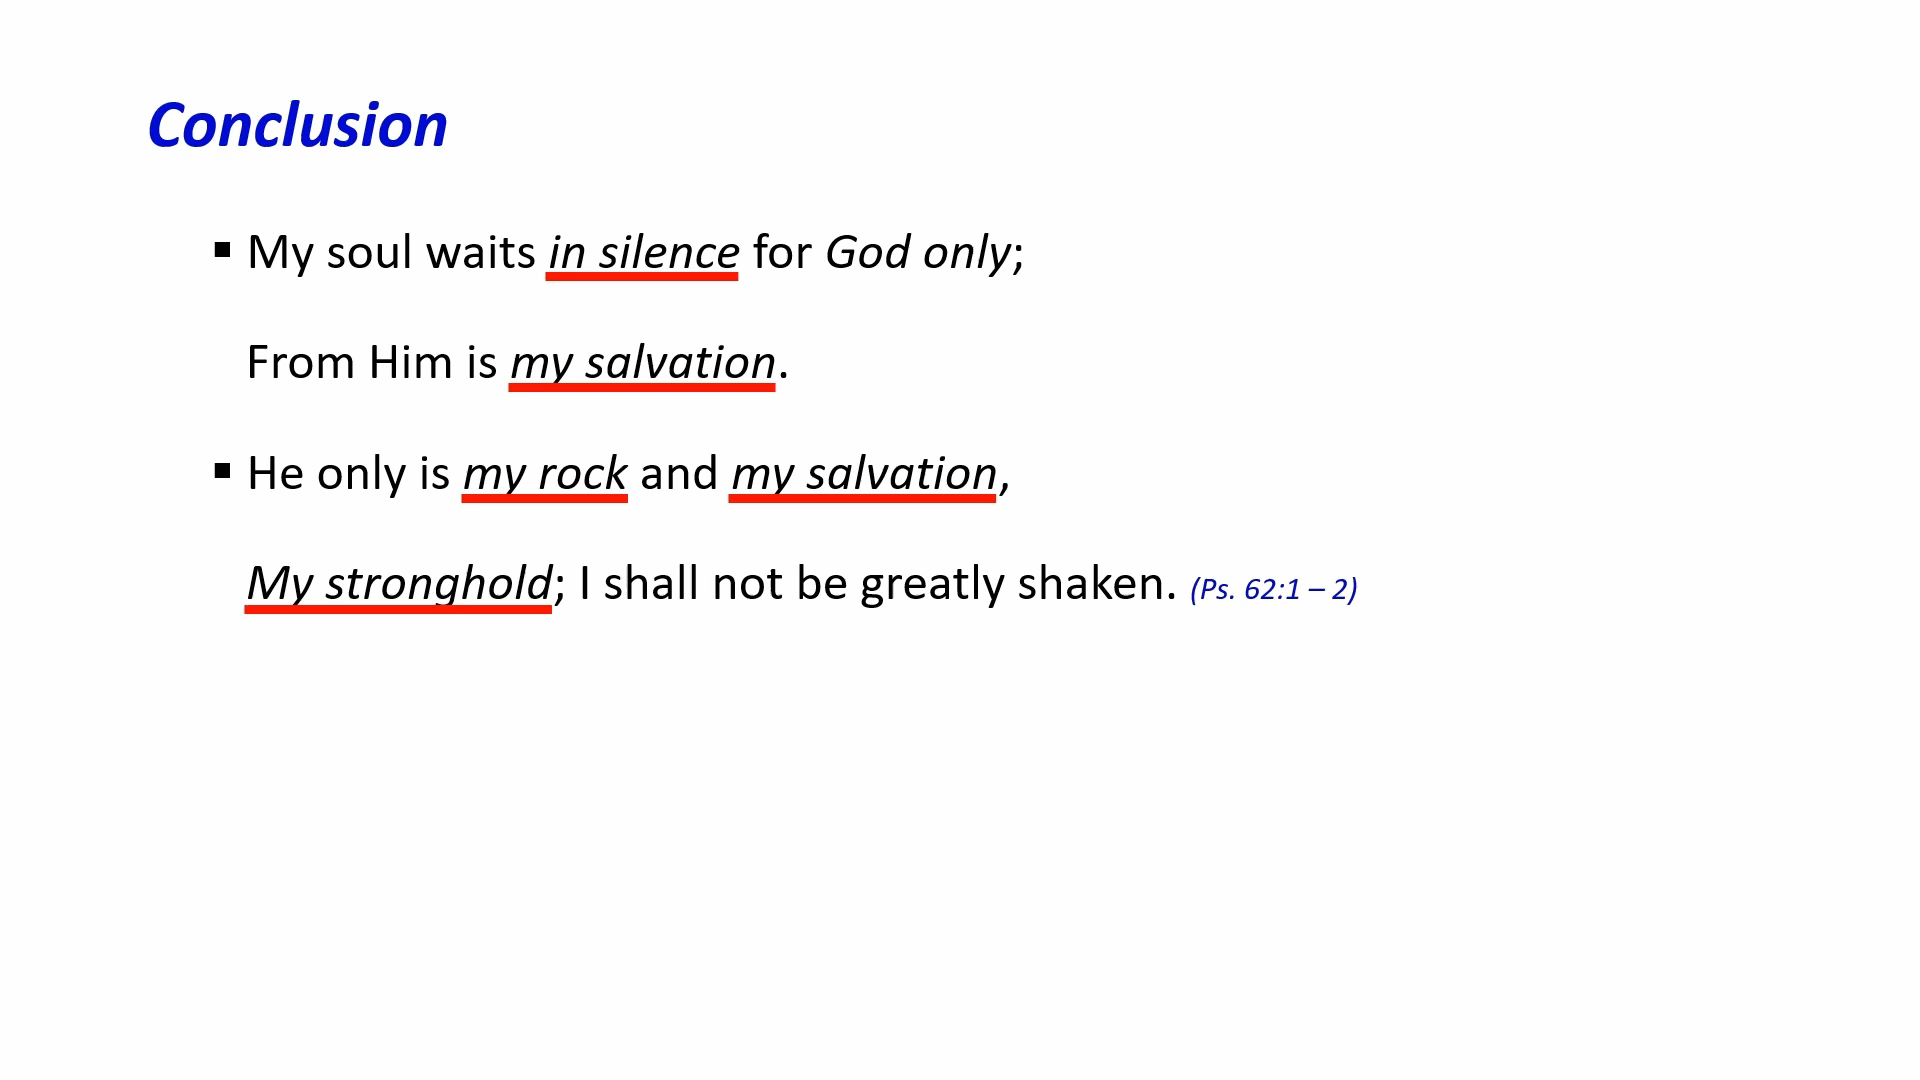 Conclusion
▪ My soul waits in silence for God only;
From Him is my salvation.
▪ He only is my rock and my salvation,
My stronghold; I shall not be greatly shaken. (Ps. 62:1 – 2)